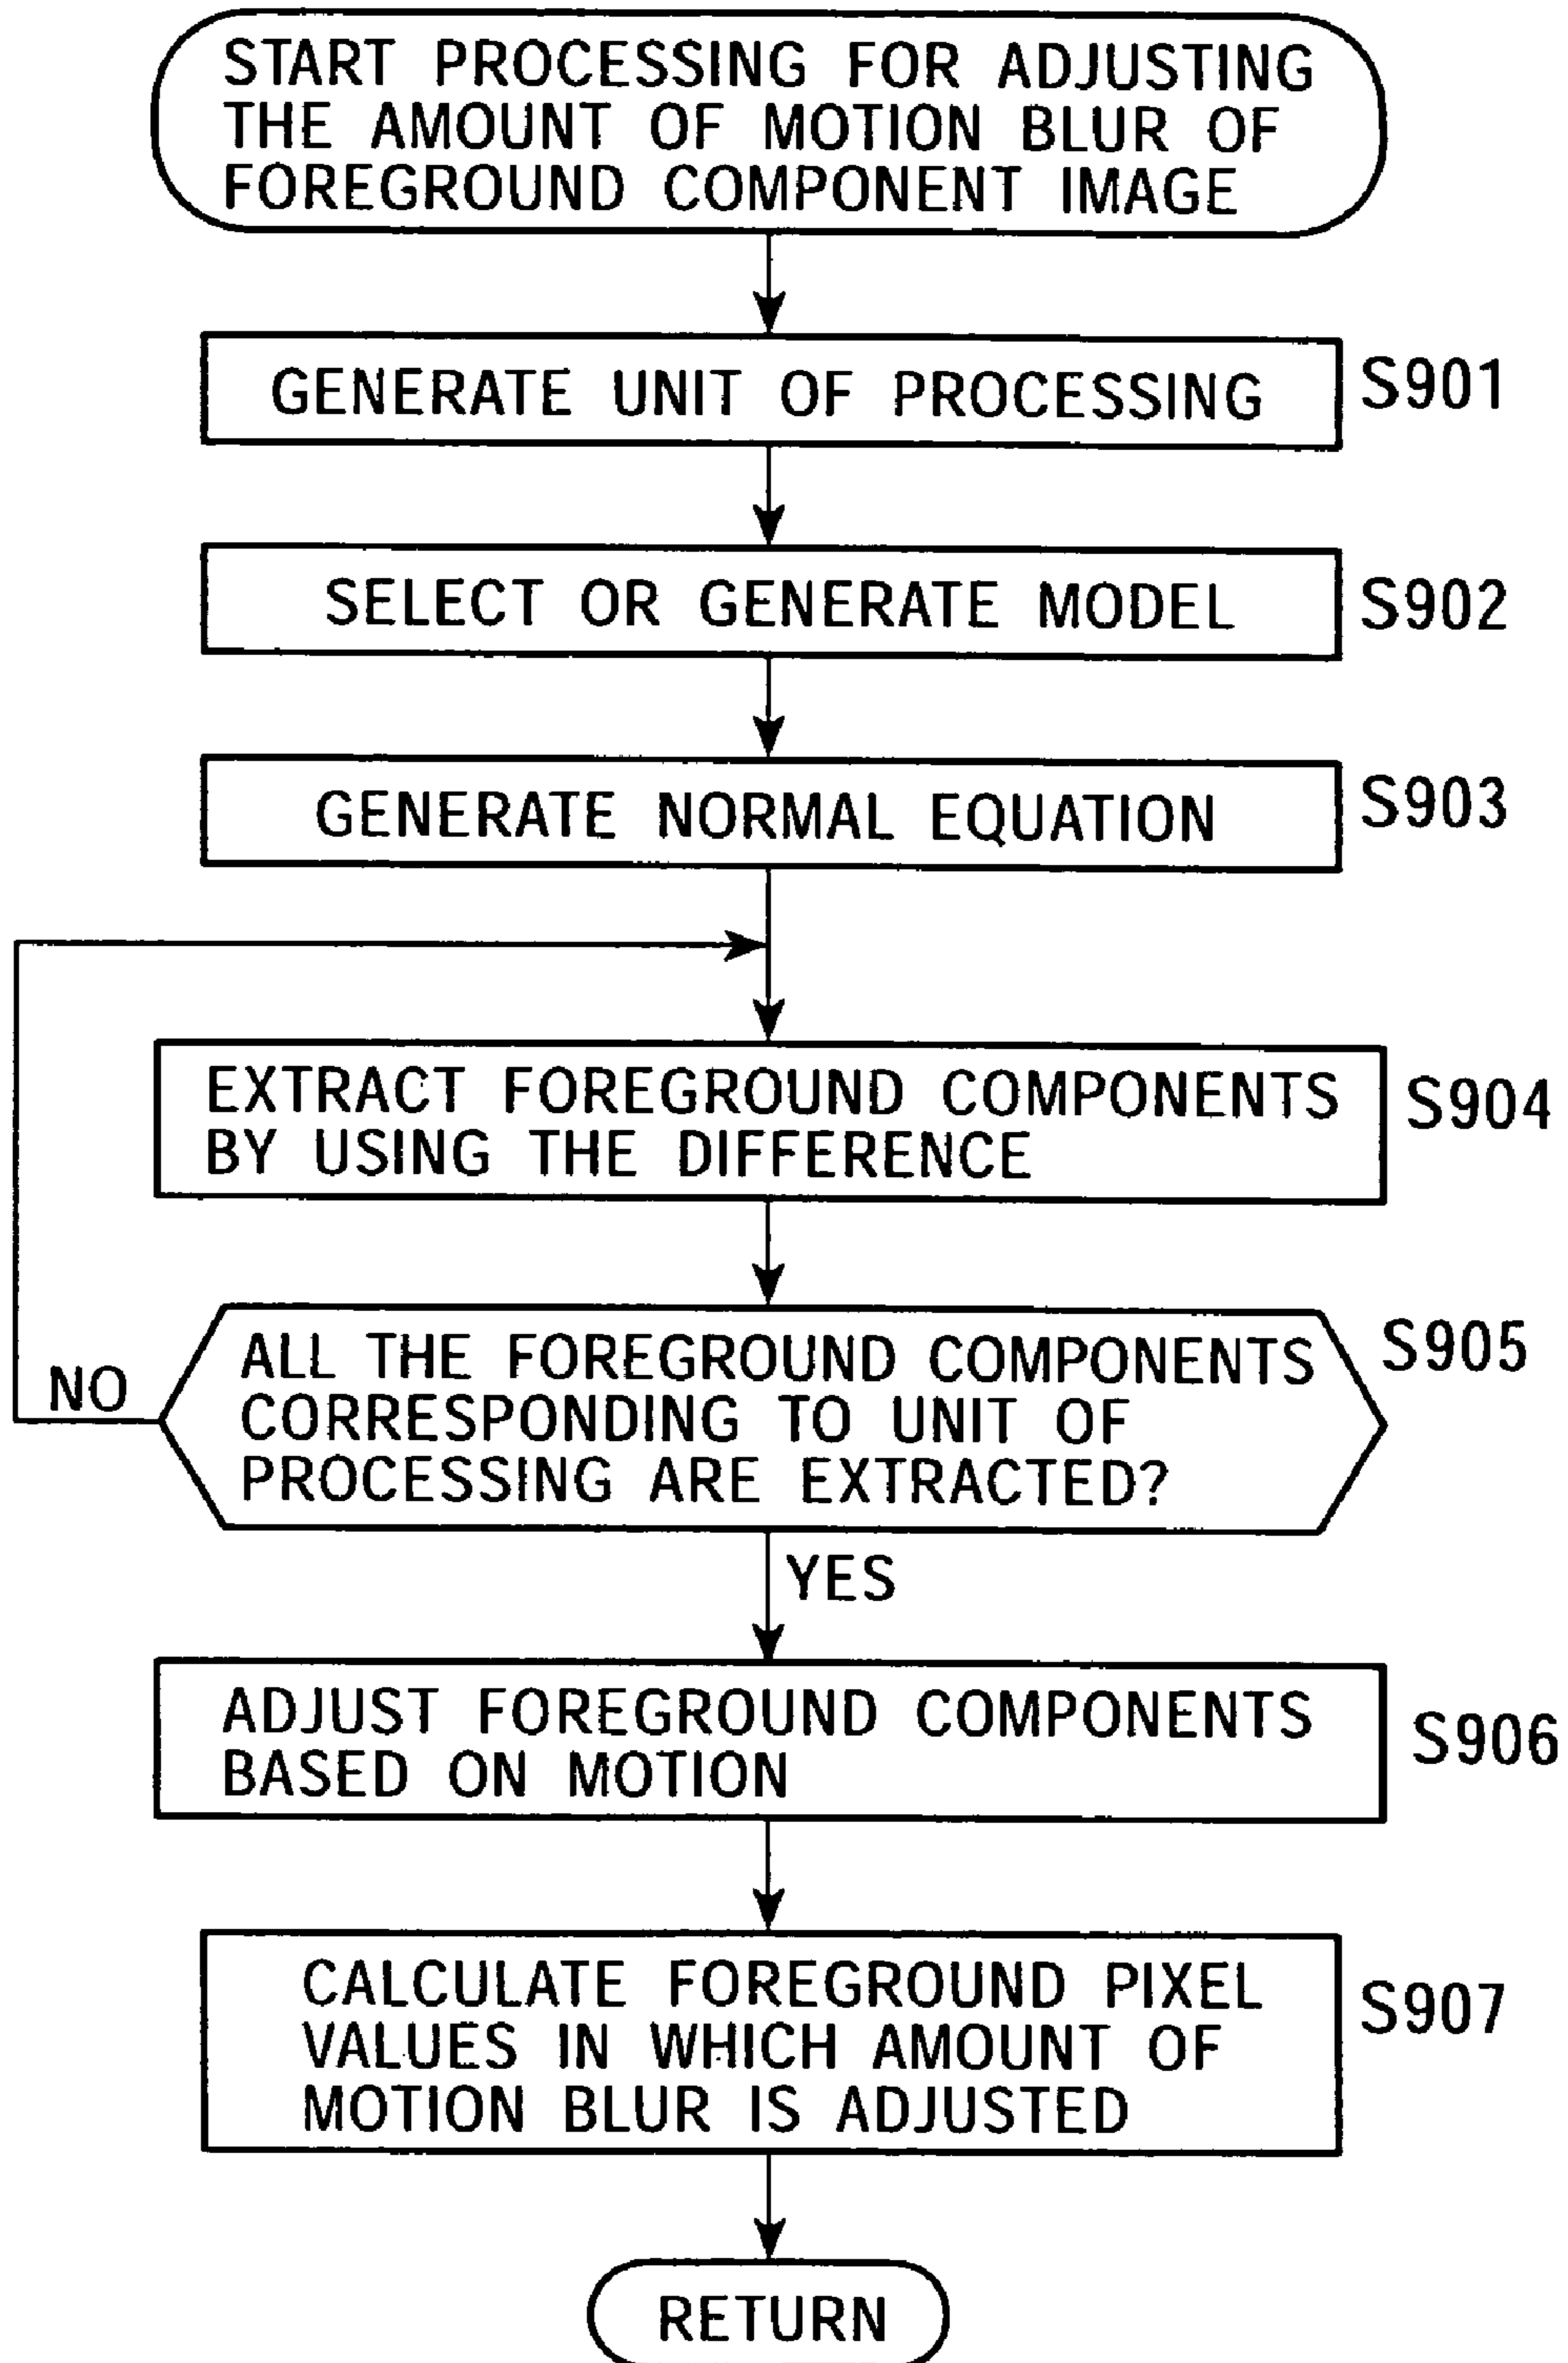 START PROCESSING FOR ADJUSTING
THE AMOUNT OF MOTION BLUR OF
FOREGROUND COMPONENT IMAGE
GENERATE UNIT OF PROCESSING
S901
SELECT OR GENERATE MODEL
S902
GENERATE NORMAL EQUATION
S903
EXTRACT FOREGROUND COMPONENTS
BY USING THE DIFFERENCE
S904
ALL THE FOREGROUND COMPONENTS
CORRESPONDING TO UNIT OF
PROCESSING ARE EXTRACTED?
S905
NO
YES
ADJUST FOREGROUND COMPONENTS
BASED ON MOTION
S906
CALCULATE FOREGROUND PIXEL
VALUES IN WHICH AMOUNT OF
MOTION BLUR IS ADJUSTED
S907
RETURN